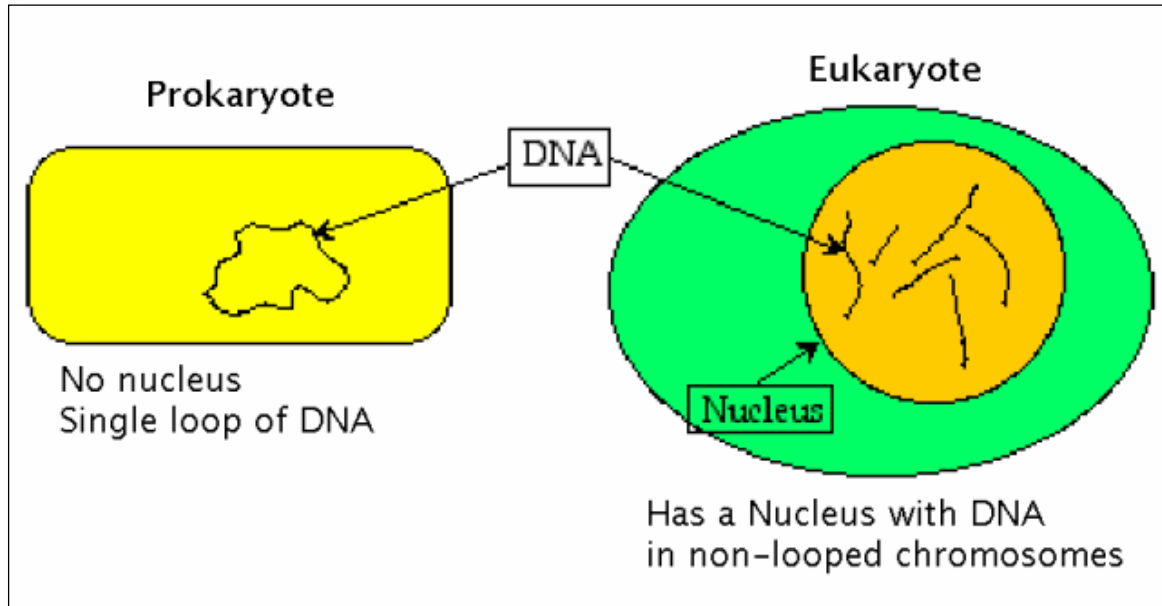 Prokaryote
Eukaryote
DNA
Nucleus
No nucleus
Single loop of DNA
Has a Nucleus with DNA
in non-looped chromosomes